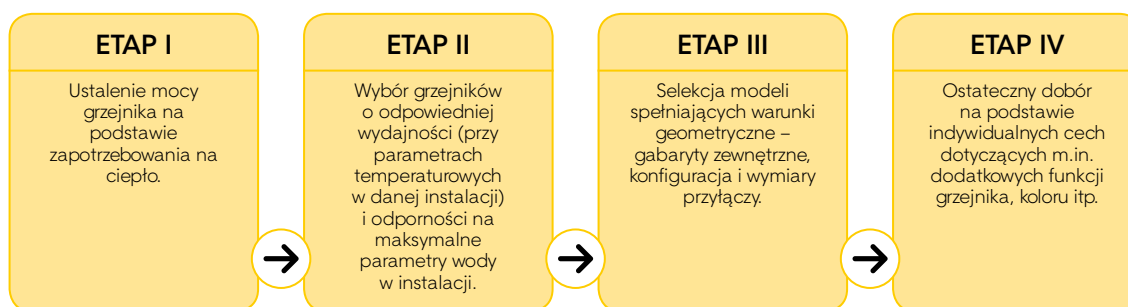 ETAP I
Ustalenie mocy
grzejnika na
podstawie
zapotrzebowania na
ciepło.
ETAP II
Wybór grzejników
o odpowiedniej
wydajności (przy
parametrach
temperaturowych
w danej instalacji)
i odporności na
maksymalne
parametry wody
w instalacji.
ETAP III
Selekcja modeli
spełniających warunki
geometryczne –
gabaryty zewnętrzne,
konfiguracja i wymiary
przyłączy.
ETAP IV
Ostateczny dobór
na podstawie
indywidualnych cech
dotyczących m.in.
dodatkowych funkcji
grzejnika, koloru itp.